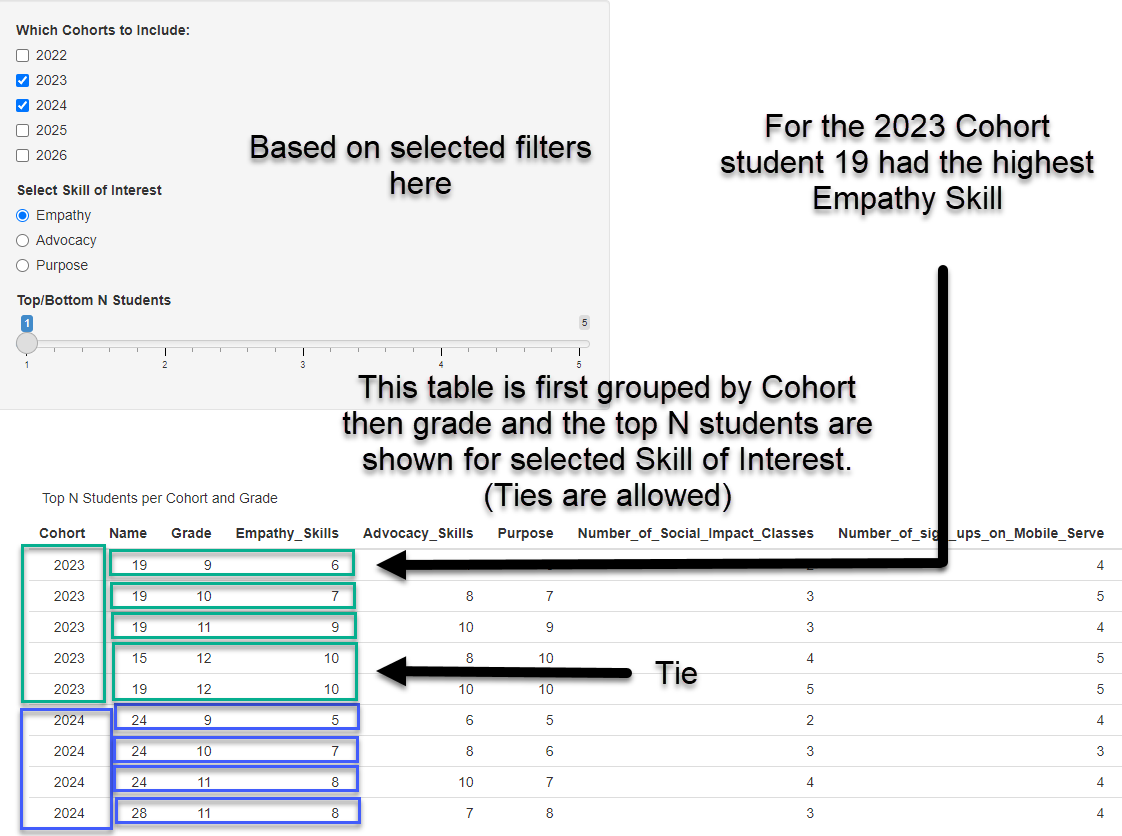 Which Cohorts to Include:
2022
2023
2024
2025
2026
Select Skill of Interest
Empathy
Advocacy
Purpose
Top/Bottom N Students
1 5
1 2 3 4 5
Based on selected filters
here
For the 2023 Cohort
student 19 had the highest
Empathy Skill
This table is first grouped by Cohort
then grade and the top N students are
shown for selected Skill of Interest.
(Ties are allowed)
Top N Students per Cohort and Grade
Cohort Name Grade Empathy_Skills Advocacy_Skills Purpose Number_of_Social_Impact_Classes Number_of_sign_ups_on_Mobile_Serve
2023 19 9 6 4
2023 19 10 7 8 7 3 5
2023 19 11 9 10 9 3 4
2023 15 12 10 8 10 4 5
2023 19 12 10 10 10 5 5
Tie
2024 24 9 5 6 5 2 4
2024 24 10 7 8 6 3 3
2024 24 11 8 10 7 4 4
2024 28 11 8 7 8 3 4